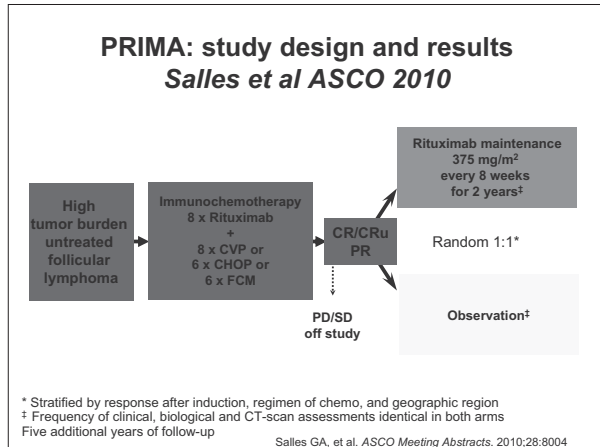 PRIMA: study design and results
Salles et al ASCO 2010
High
tumor burden
untreated
follicular
lymphoma
Immunochemotherapy
8 x Rituximab
+
8 x CVP or
6 x CHOP or
6 x FCM
CR/CRu
PR
PD/SD
off study
Rituximab maintenance
375 mg/m²
every 8 weeks
for 2 years‡
Random 1:1*
Observation‡
* Stratified by response after induction, regimen of chemo, and geographic region
‡ Frequency of clinical, biological and CT-scan assessments identical in both arms
Five additional years of follow-up
Salles GA, et al. ASCO Meeting Abstracts. 2010;28:8004